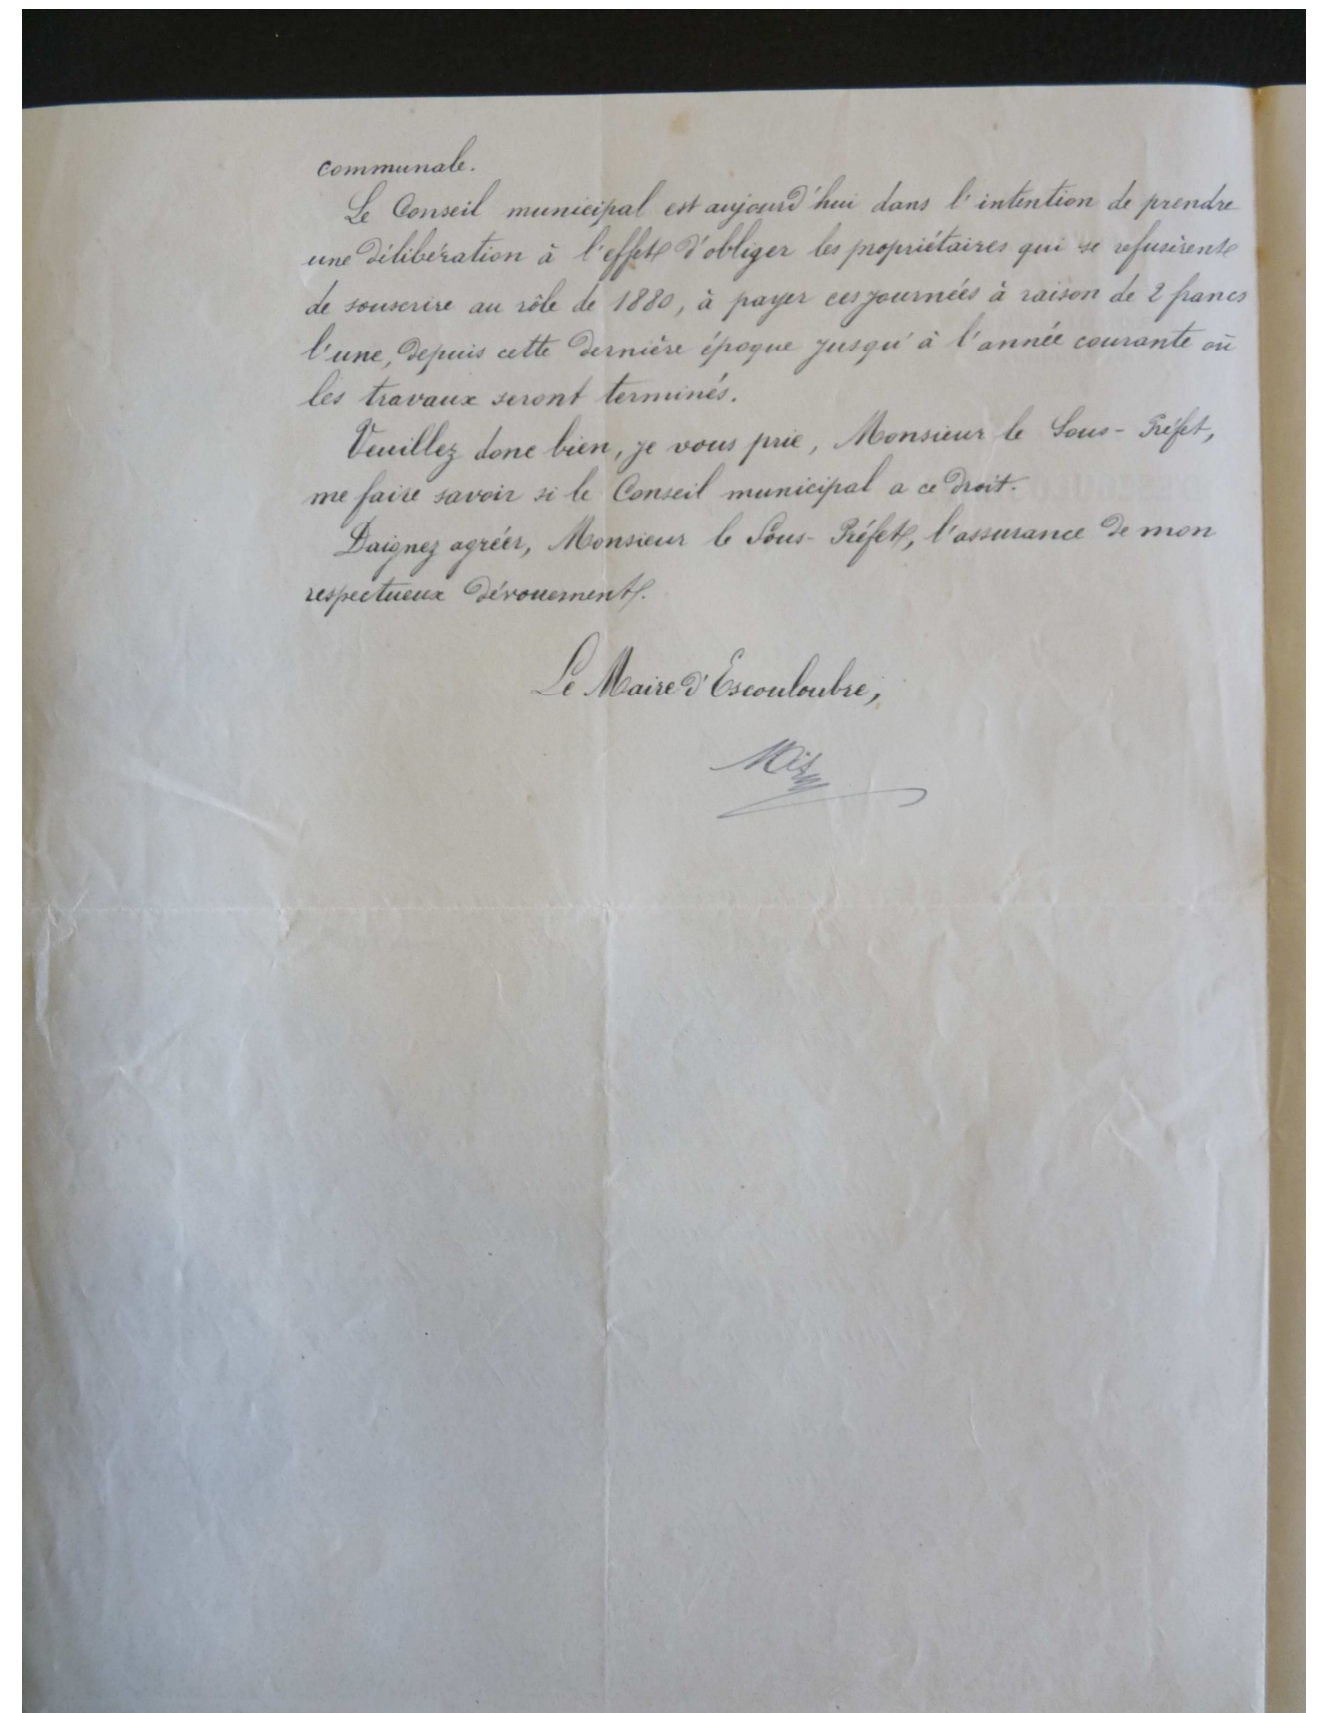 communale.
Le Conseil municipal est aujourd'hui dans l'intention de prendre
une délibération à l'effet d'obliger les propriétaires qui se refusèrent
de souscrire au rôle de 1880, à payer ces journées à raison de 2 francs
l'une, depuis cette dernière époque jusqu'à l'année courante où
les travaux seront terminés.
Veuillez donc bien, je vous prie, Monsieur le Sous-Préfet,
me faire savoir si le Conseil municipal a ce droit.
Daignez agréer, Monsieur le Sous-Préfet, l'assurance de mon
respectueux dévouement.
Le Maire d'Escouloubre,